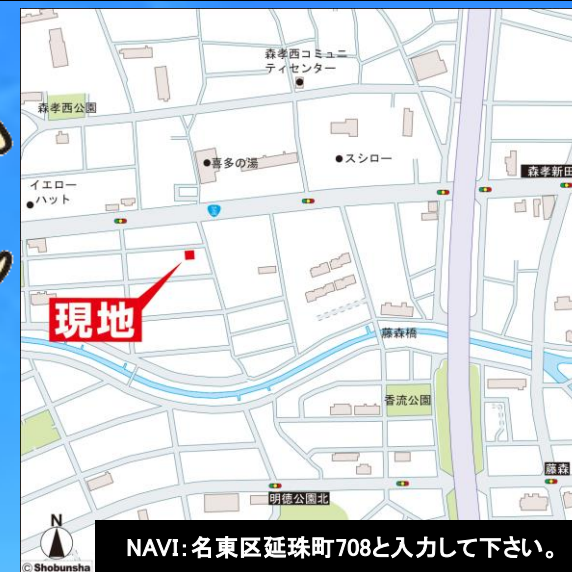 森孝西コミュニ
ティセンター
森孝西公園
喜多の湯
スシロー
森孝新田
イエロー
ハット
現地
藤森橋
香流公園
藤森
明徳公園北
N
NAVI:名東区延珠町708と入力して下さい。
© Shobunsha